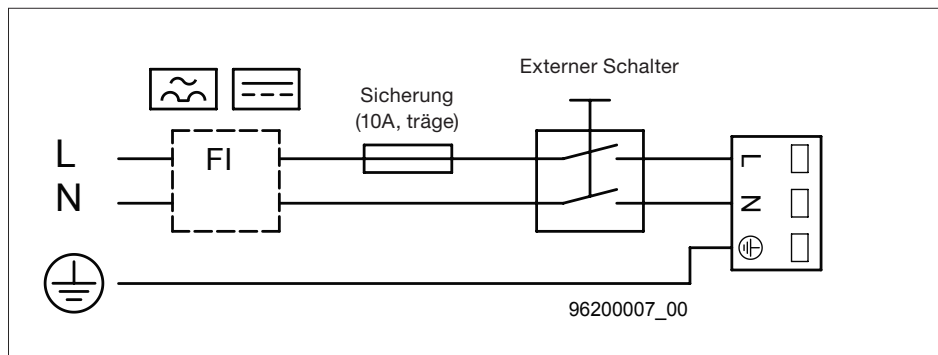 Externer Schalter
Sicherung
(10A, träge)
L
FI
L
N
N
96200007_00